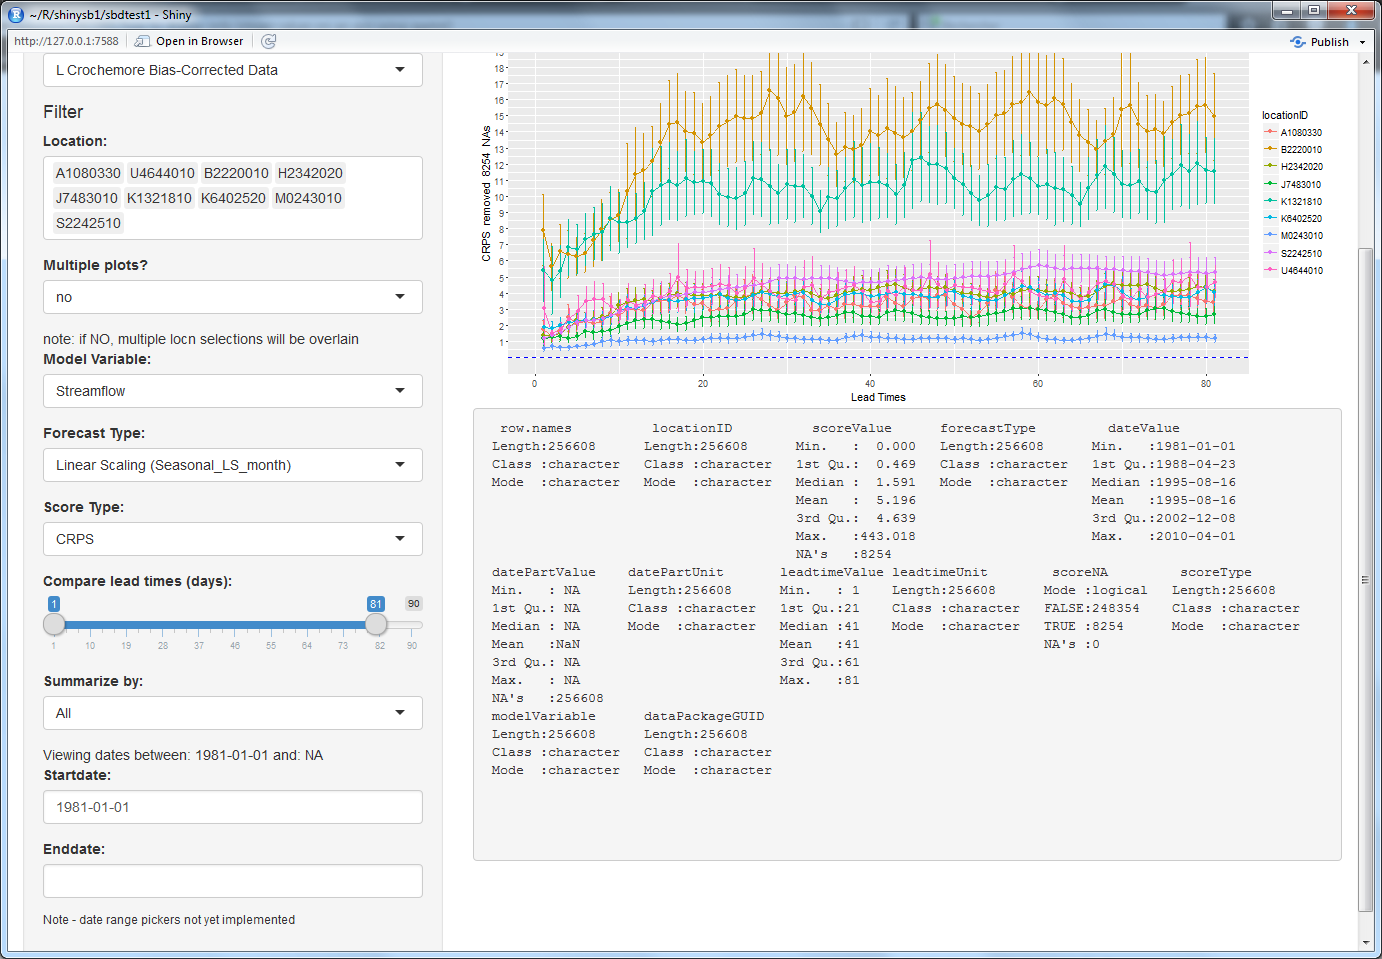 ~/R/shinysb1/sbdtest1 - Shiny
http://127.0.0.1:7588 Open in Browser Publish
L Crochemore Bias-Corrected Data
Filter
Location:
A1080330 U4644010 B2220010 H2342020
J7483010 K1321810 K6402520 M0243010
S2242510
Multiple plots?
no
note: if NO, multiple locn selections will be overlain
Model Variable:
Streamflow
Forecast Type:
Linear Scaling (Seasonal_LS_month)
Score Type:
CRPS
Compare lead times (days):
1 81 90
1 10 19 28 37 46 55 64 73 82 90
Summarize by:
All
Viewing dates between: 1981-01-01 and: NA
Startdate:
1981-01-01
Enddate:
Note - date range pickers not yet implemented
CRPS removed 8254 NAs
19
18
17
16
15
14
13
12
11
10
9
8
7
6
5
4
3
2
1
0 20 40 60 80
Lead Times
locationID
A1080330
B2220010
H2342020
J7483010
K1321810
K6402520
M0243010
S2242510
U4644010
row.names locationID scoreValue forecastType dateValue
Length:256608 Length:256608 Min. : 0.000 Length:256608 Min. :1981-01-01
Class :character Class :character 1st Qu.: 0.469 Class :character 1st Qu.:1988-04-23
Mode :character Mode :character Median : 1.591 Mode :character Median :1995-08-16
Mean : 5.196 Mean :1995-08-16
3rd Qu.: 4.639 3rd Qu.:2002-12-08
Max. :443.018 Max. :2010-04-01
NA's :8254
datePartValue datePartUnit leadtimeValue leadtimeUnit scoreNA scoreType
Min. : NA Length:256608 Min. : 1 Length:256608 Mode :logical Length:256608
1st Qu.: NA Class :character 1st Qu.:21 Class :character FALSE:248354 Class :character
Median : NA Mode :character Median :41 Mode :character TRUE :8254 Mode :character
Mean :NaN Mean :41 NA's :0
3rd Qu.: NA 3rd Qu.:61
Max. : NA Max. :81
NA's :256608
modelVariable dataPackageGUID
Length:256608 Length:256608
Class :character Class :character
Mode :character Mode :character